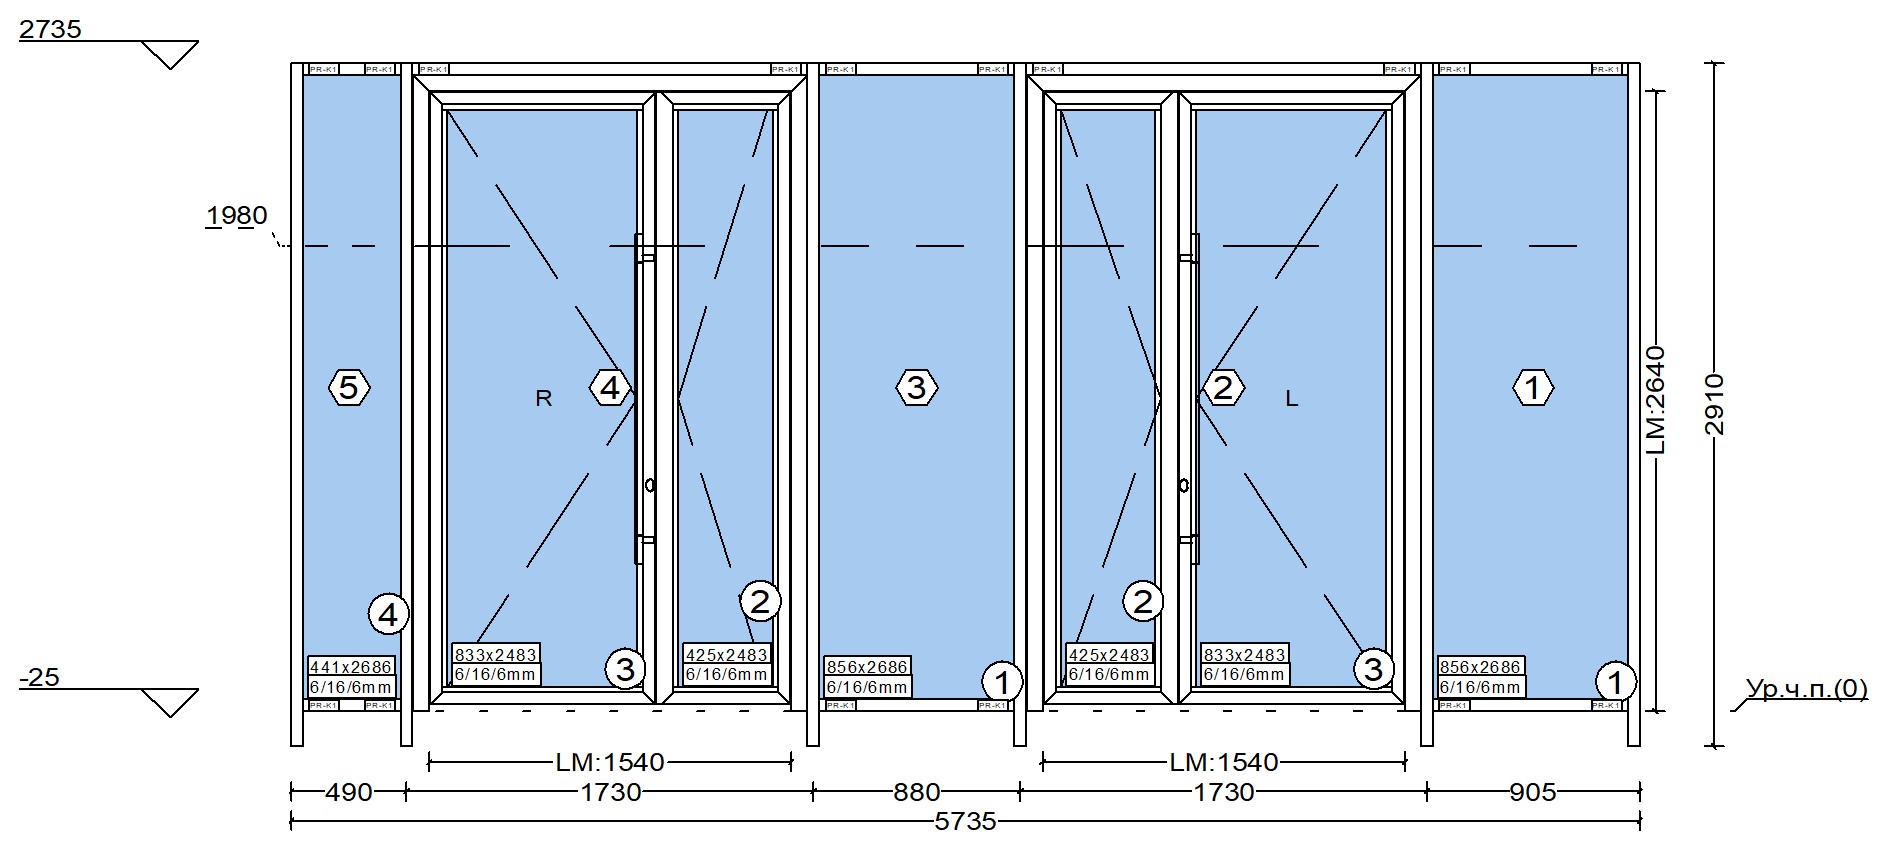 2735
PR-K1 PR-K1 PR-K1 PR-K1 PR-K1 PR-K1 PR-K1 PR-K1 PR-K1 PR-K1
1980
5 R 4 3 2 L 1
LM:2640
2910
4 2 2
833x2483 425x2483 425x2483 833x2483
6/16/6mm 6/16/6mm 6/16/6mm 6/16/6mm
3 3
441x2686 856x2686 856x2686
6/16/6mm 6/16/6mm 6/16/6mm
1 1
-25
Ур.ч.п.(0)
PR-K1 PR-K1 PR-K1 PR-K1 PR-K1 PR-K1
LM:1540 LM:1540
490 1730 880 1730 905
5735